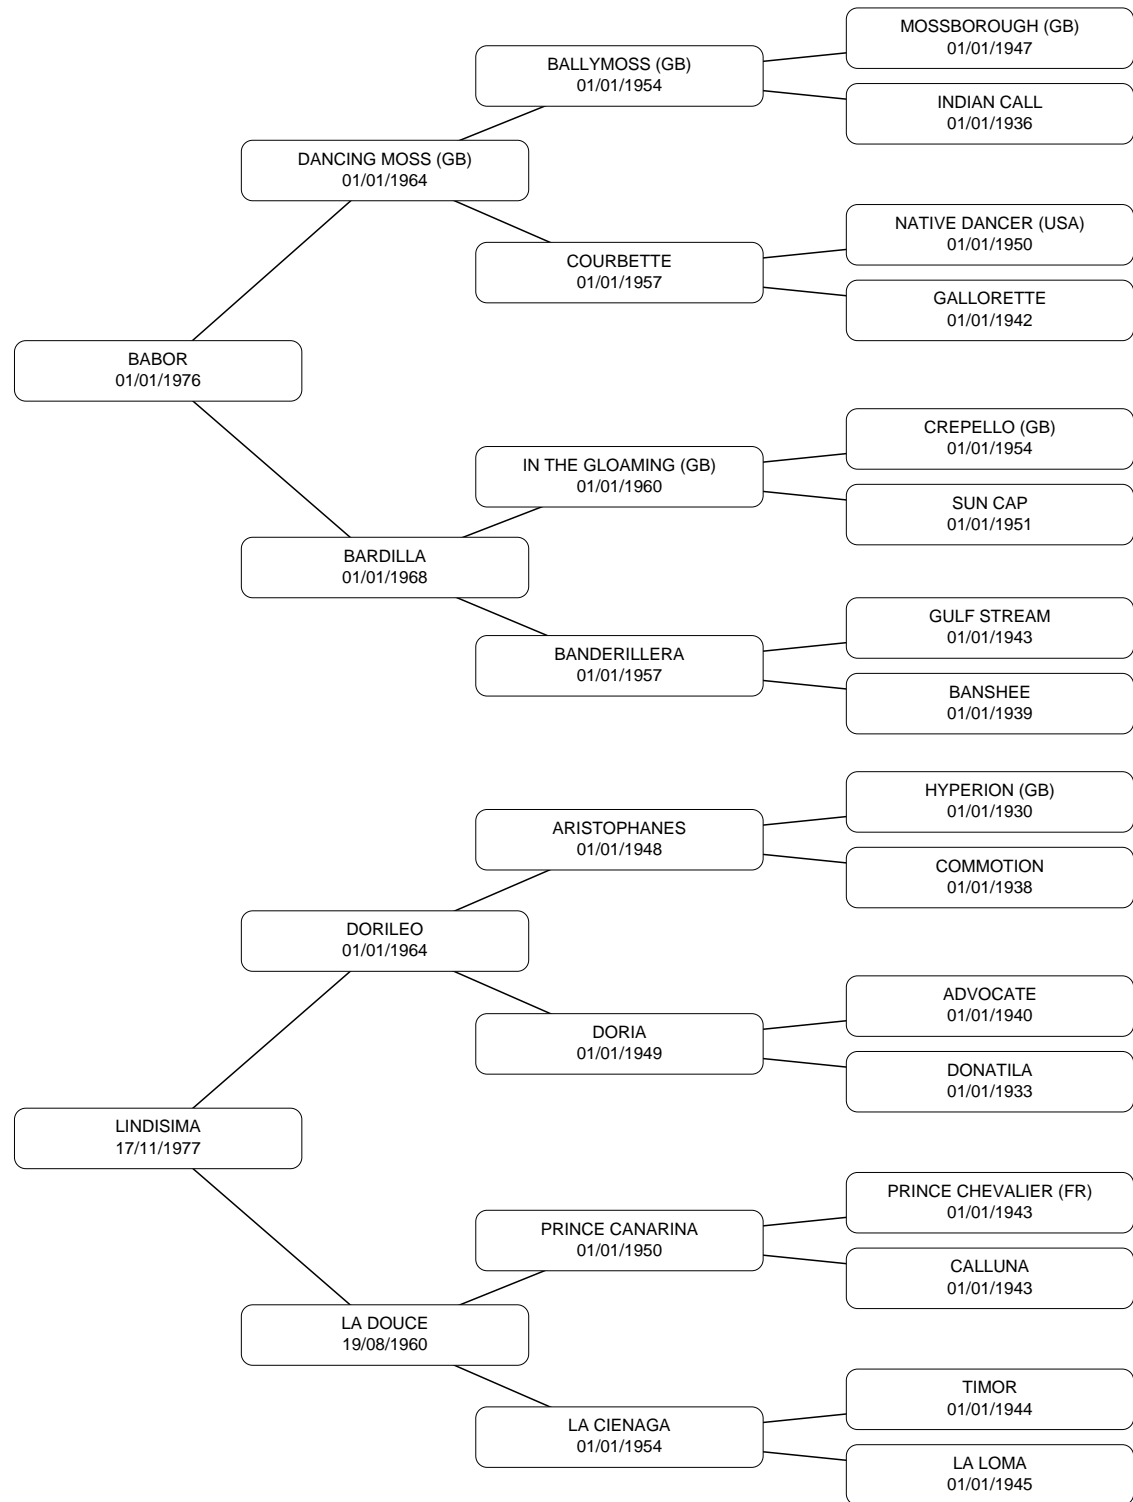 MOSSBOROUGH (GB)
01/01/1947
BALLYMOSS (GB)
01/01/1954
INDIAN CALL
01/01/1936
DANCING MOSS (GB)
01/01/1964
NATIVE DANCER (USA)
01/01/1950
COURBETTE
01/01/1957
GALLORETTE
01/01/1942
BABOR
01/01/1976
CREPELLO (GB)
01/01/1954
IN THE GLOAMING (GB)
01/01/1960
SUN CAP
01/01/1951
BARDILLA
01/01/1968
GULF STREAM
01/01/1943
BANDERILLERA
01/01/1957
BANSHEE
01/01/1939
HYPERION (GB)
01/01/1930
ARISTOPHANES
01/01/1948
COMMOTION
01/01/1938
DORILEO
01/01/1964
ADVOCATE
01/01/1940
DORIA
01/01/1949
DONATILA
01/01/1933
LINDISIMA
17/11/1977
PRINCE CHEVALIER (FR)
01/01/1943
PRINCE CANARINA
01/01/1950
CALLUNA
01/01/1943
LA DOUCE
19/08/1960
TIMOR
01/01/1944
LA CIENAGA
01/01/1954
LA LOMA
01/01/1945